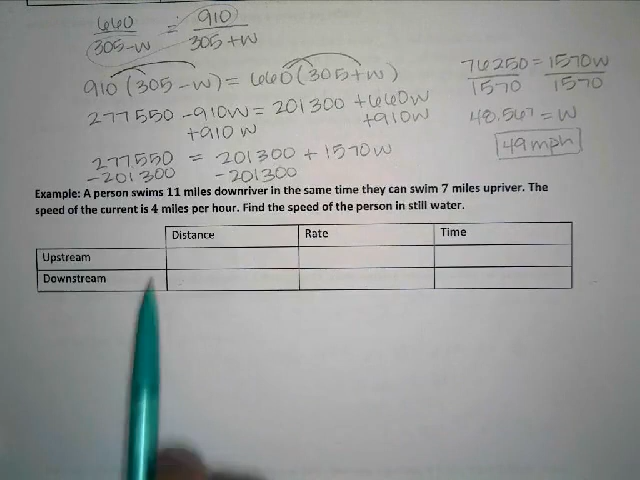 660/(305-w) = 910/(305+w)
910(305-w) = 660(305+w)
277550 -910w = 201300 +660w
+910w +910w
277550 = 201300 + 1570w
-201300 -201300
76250 = 1570w
1570 1570
48.567 = w
49mph
Example: A person swims 11 miles downriver in the same time they can swim 7 miles upriver. The
speed of the current is 4 miles per hour. Find the speed of the person in still water.
Distance Rate Time
Upstream
Downstream